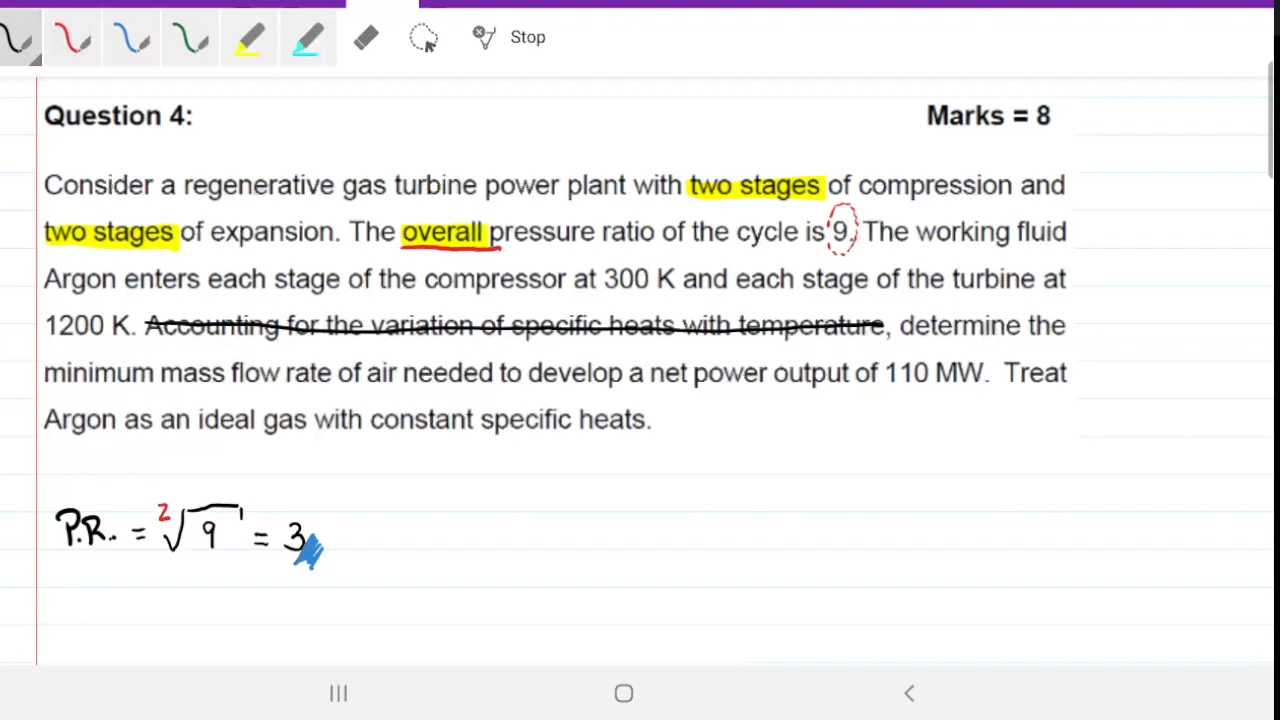 Stop
Question 4: Marks = 8
Consider a regenerative gas turbine power plant with two stages of compression and
two stages of expansion. The overall pressure ratio of the cycle is 9. The working fluid
Argon enters each stage of the compressor at 300 K and each stage of the turbine at
1200 K. Accounting for the variation of specific heats with temperature, determine the
minimum mass flow rate of air needed to develop a net power output of 110 MW. Treat
Argon as an ideal gas with constant specific heats.
P.R. = ²√9 = 3